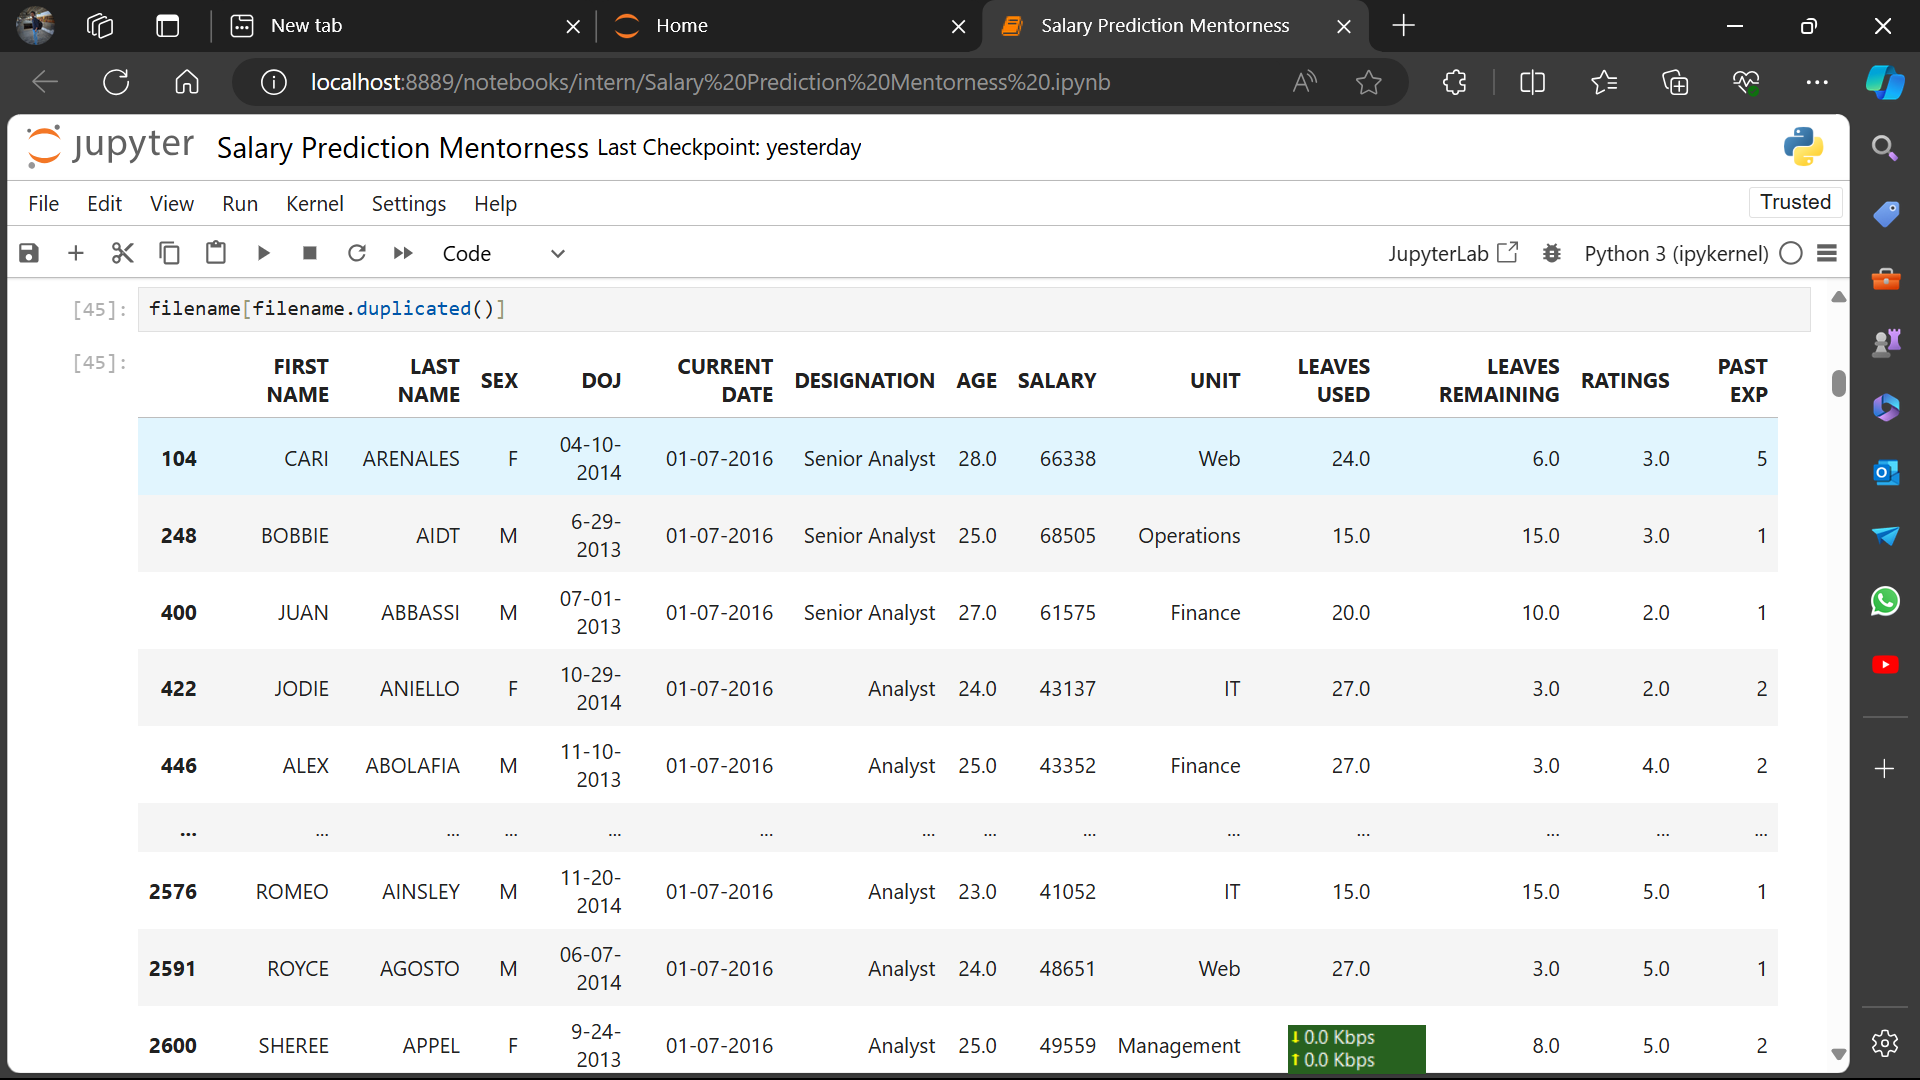 New tab
Home
Salary Prediction Mentorness
localhost:8889/notebooks/intern/Salary%20Prediction%20Mentorness%20.ipynb
jupyter Salary Prediction Mentorness Last Checkpoint: yesterday
File Edit View Run Kernel Settings Help Trusted
Code JupyterLab Python 3 (ipykernel)
[45]: filename[filename.duplicated()]
[45]:
FIRST NAME LAST NAME SEX DOJ CURRENT DATE DESIGNATION AGE SALARY UNIT LEAVES USED LEAVES REMAINING RATINGS PAST EXP
104 CARI ARENALES F 04-10-2014 01-07-2016 Senior Analyst 28.0 66338 Web 24.0 6.0 3.0 5
248 BOBBIE AIDT M 6-29-2013 01-07-2016 Senior Analyst 25.0 68505 Operations 15.0 15.0 3.0 1
400 JUAN ABBASSI M 07-01-2013 01-07-2016 Senior Analyst 27.0 61575 Finance 20.0 10.0 2.0 1
422 JODIE ANIELLO F 10-29-2014 01-07-2016 Analyst 24.0 43137 IT 27.0 3.0 2.0 2
446 ALEX ABOLAFIA M 11-10-2013 01-07-2016 Analyst 25.0 43352 Finance 27.0 3.0 4.0 2
... ... ... ... ... ... ... ... ... ... ... ... ... ...
2576 ROMEO AINSLEY M 11-20-2014 01-07-2016 Analyst 23.0 41052 IT 15.0 15.0 5.0 1
2591 ROYCE AGOSTO M 06-07-2014 01-07-2016 Analyst 24.0 48651 Web 27.0 3.0 5.0 1
2600 SHEREE APPEL F 9-24-2013 01-07-2016 Analyst 25.0 49559 Management 8.0 5.0 2
0.0 Kbps
0.0 Kbps